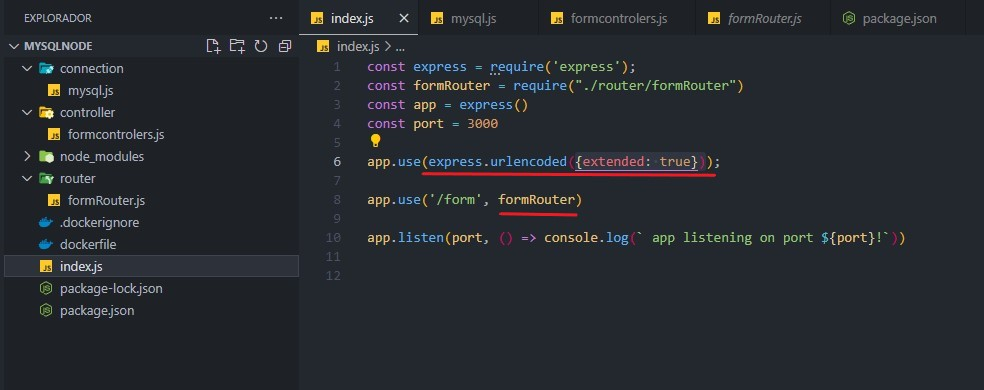 EXPLORADOR
MYSQLNODE
connection
mysql.js
controller
formcontrolers.js
node_modules
router
formRouter.js
.dockerignore
dockerfile
index.js
package-lock.json
package.json
index.js
mysql.js
formcontrolers.js
formRouter.js
package.json
index.js > ...
1 const express = require('express');
2 const formRouter = require("./router/formRouter")
3 const app = express()
4 const port = 3000
5
6 app.use(express.urlencoded({extended: true}));
7
8 app.use('/form', formRouter)
9
10 app.listen(port, () => console.log(` app listening on port ${port}!`))
11
12